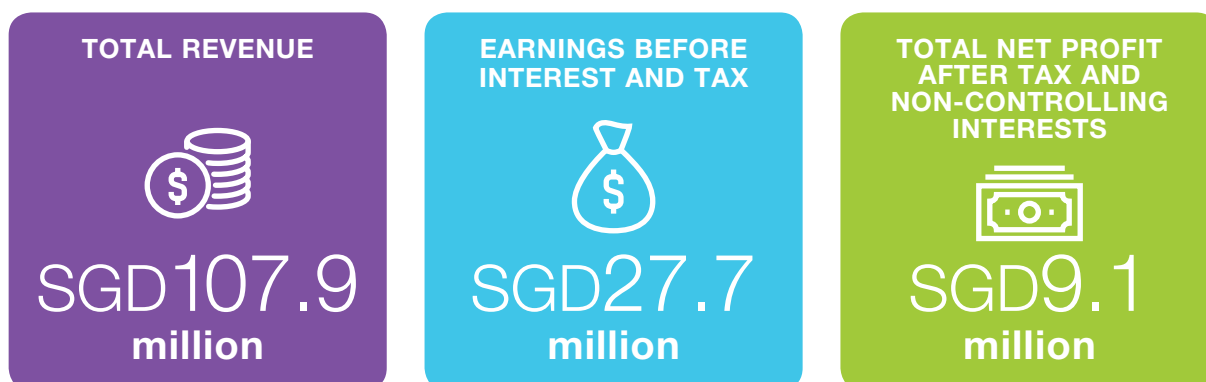 TOTAL REVENUE
$
SGD107.9
million
EARNINGS BEFORE
INTEREST AND TAX
$
SGD27.7
million
TOTAL NET PROFIT
AFTER TAX AND
NON-CONTROLLING
INTERESTS
SGD9.1
million